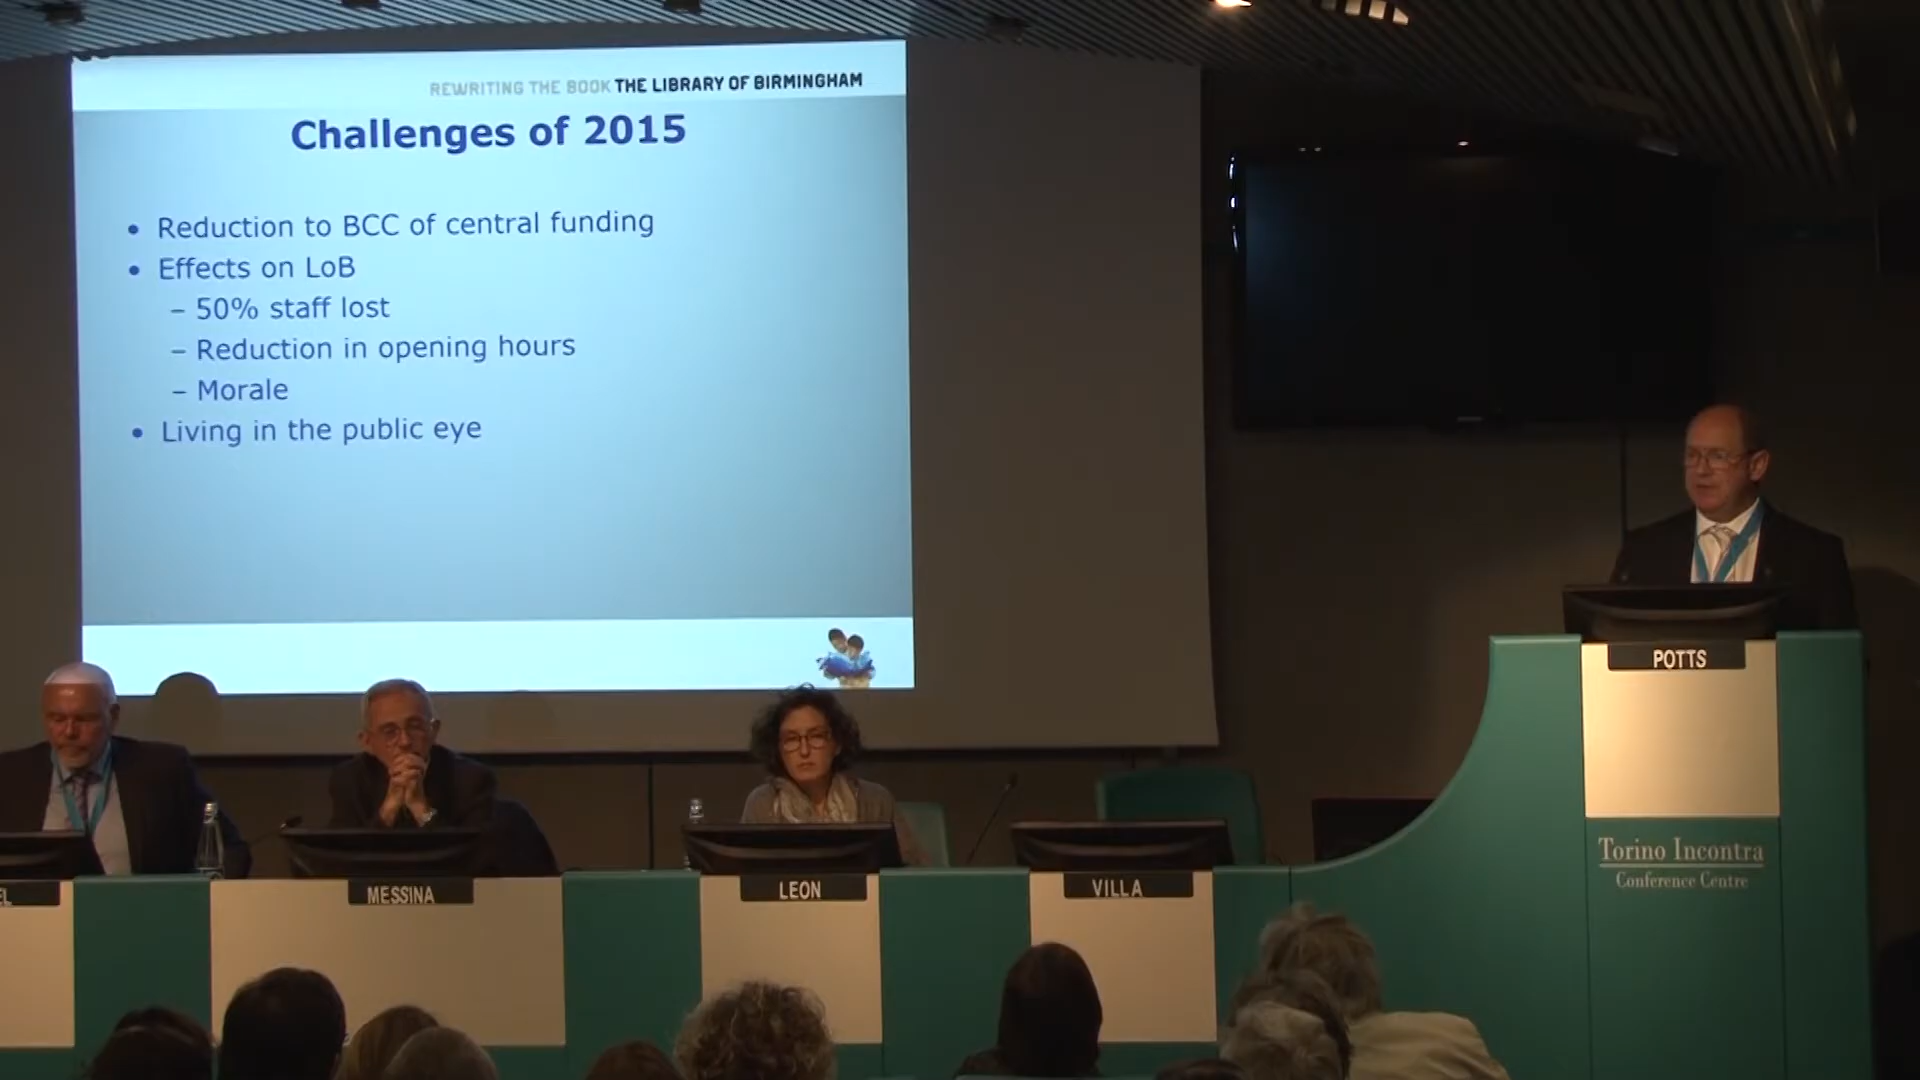 REWRITING THE BOOK THE LIBRARY OF BIRMINGHAM
Challenges of 2015
• Reduction to BCC of central funding
• Effects on LoB
– 50% staff lost
– Reduction in opening hours
– Morale
• Living in the public eye
POTTS
Torino Incontra
Conference Centre
MESSINA
LEON
VILLA